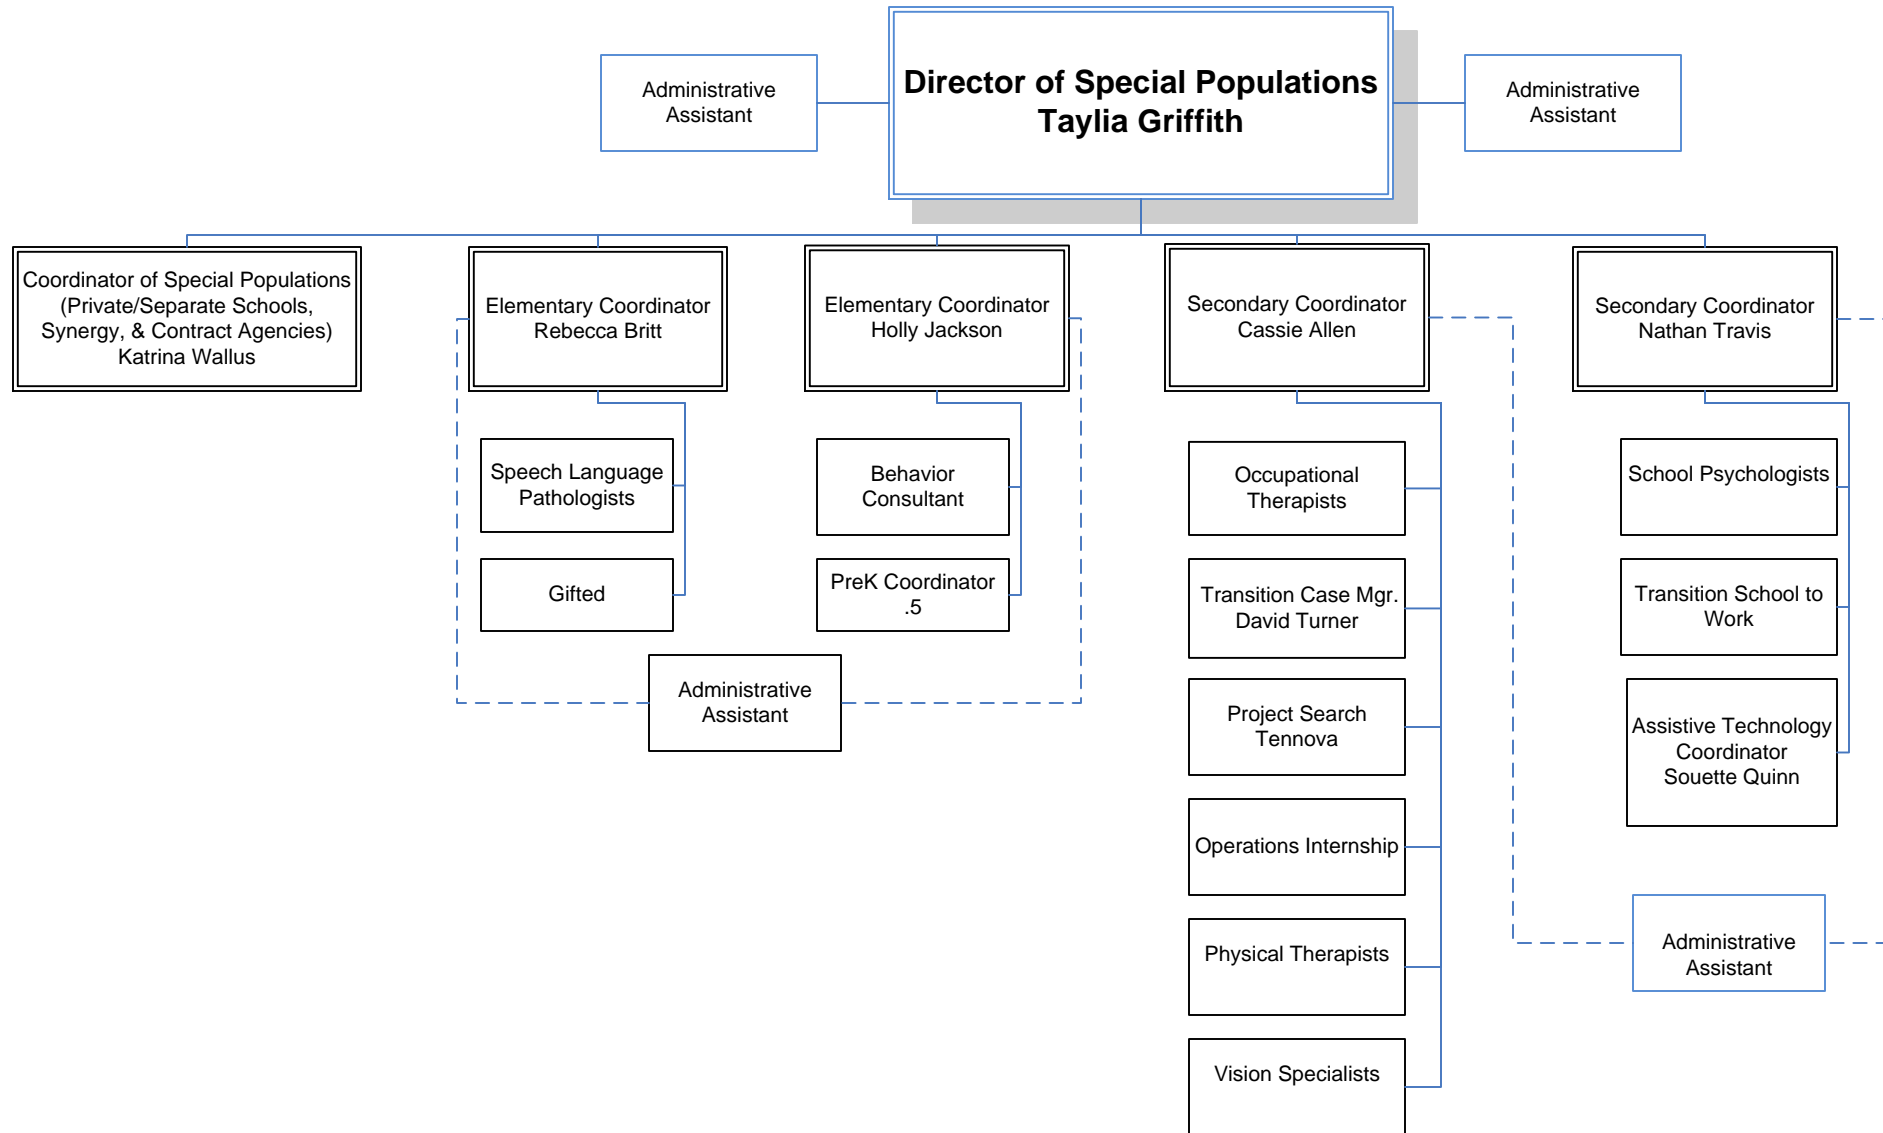 Director of Special Populations
Taylia Griffith
Administrative
Assistant
Administrative
Assistant
Coordinator of Special Populations
(Private/Separate Schools,
Synergy, & Contract Agencies)
Katrina Wallus
Elementary Coordinator
Rebecca Britt
Elementary Coordinator
Holly Jackson
Secondary Coordinator
Cassie Allen
Secondary Coordinator
Nathan Travis
Speech Language
Pathologists
Gifted
Behavior
Consultant
PreK Coordinator
.5
Administrative
Assistant
Occupational
Therapists
Transition Case Mgr.
David Turner
Project Search
Tennova
Operations Internship
Physical Therapists
Vision Specialists
School Psychologists
Transition School to
Work
Assistive Technology
Coordinator
Souette Quinn
Administrative
Assistant